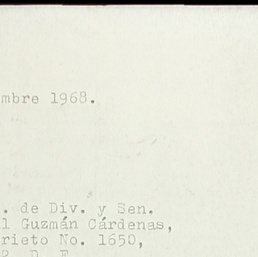 mbre 1968.
. de Div. y Sen.
l Guzmán Cárdenas,
rieto No. 1650,
D. F.